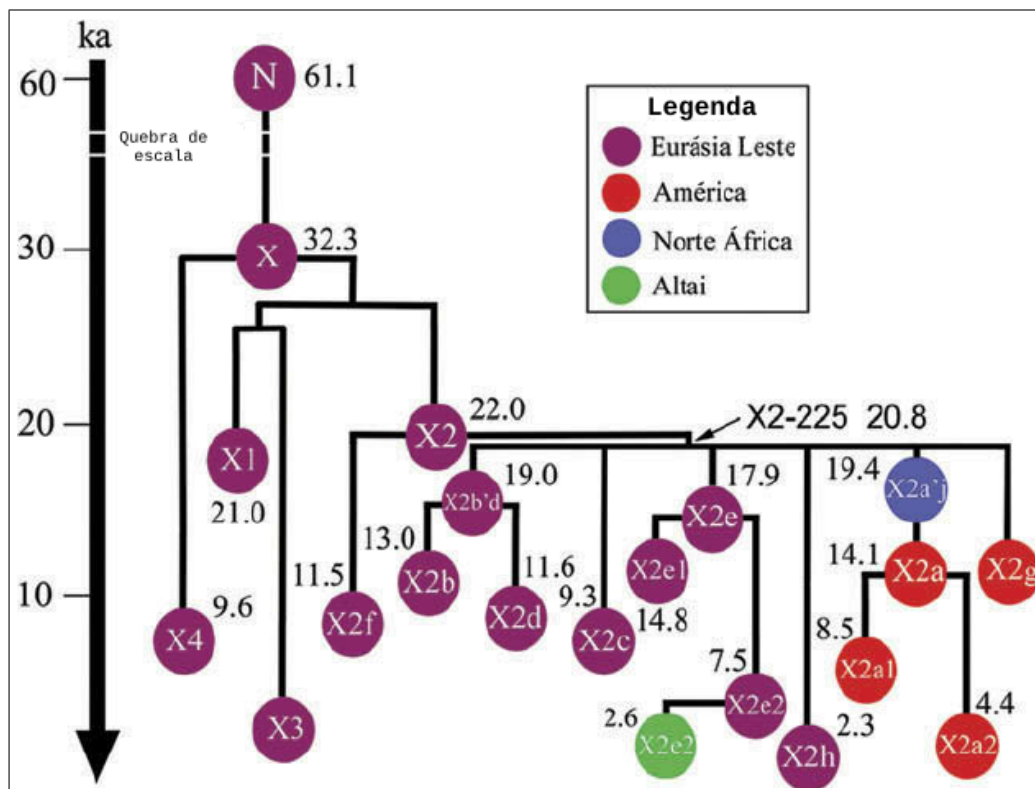 ka
60
N
61.1
Quebra de
escala
Legenda
Eurásia Leste
América
Norte África
Altai
30
X
32.3
20
X2
22.0
X2-225 20.8
X1
21.0
X2b'd
19.0
X2e
17.9
X2a'j
19.4
10
X4
9.6
X3
X2f
11.5
X2b
13.0
X2d
11.6
X2c
9.3
X2e1
14.8
X2a
14.1
X2g
X2e2
7.5
X2e2
2.6
X2h
2.3
X2a1
8.5
X2a2
4.4